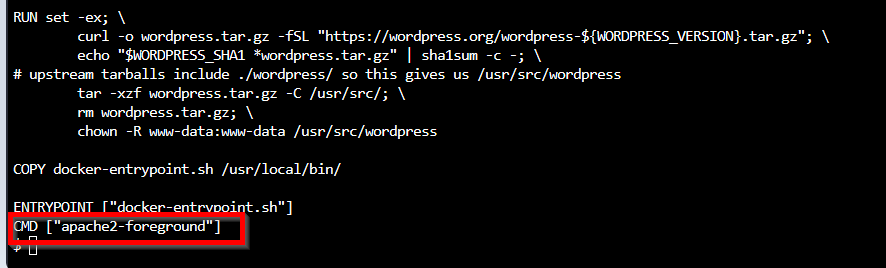 RUN set -ex; \
curl -o wordpress.tar.gz -fSL "https://wordpress.org/wordpress-${WORDPRESS_VERSION}.tar.gz"; \
echo "$WORDPRESS_SHA1 *wordpress.tar.gz" | sha1sum -c -; \
# upstream tarballs include ./wordpress/ so this gives us /usr/src/wordpress
tar -xzf wordpress.tar.gz -C /usr/src/; \
rm wordpress.tar.gz; \
chown -R www-data:www-data /usr/src/wordpress
COPY docker-entrypoint.sh /usr/local/bin/
ENTRYPOINT ["docker-entrypoint.sh"]
CMD ["apache2-foreground"]
#